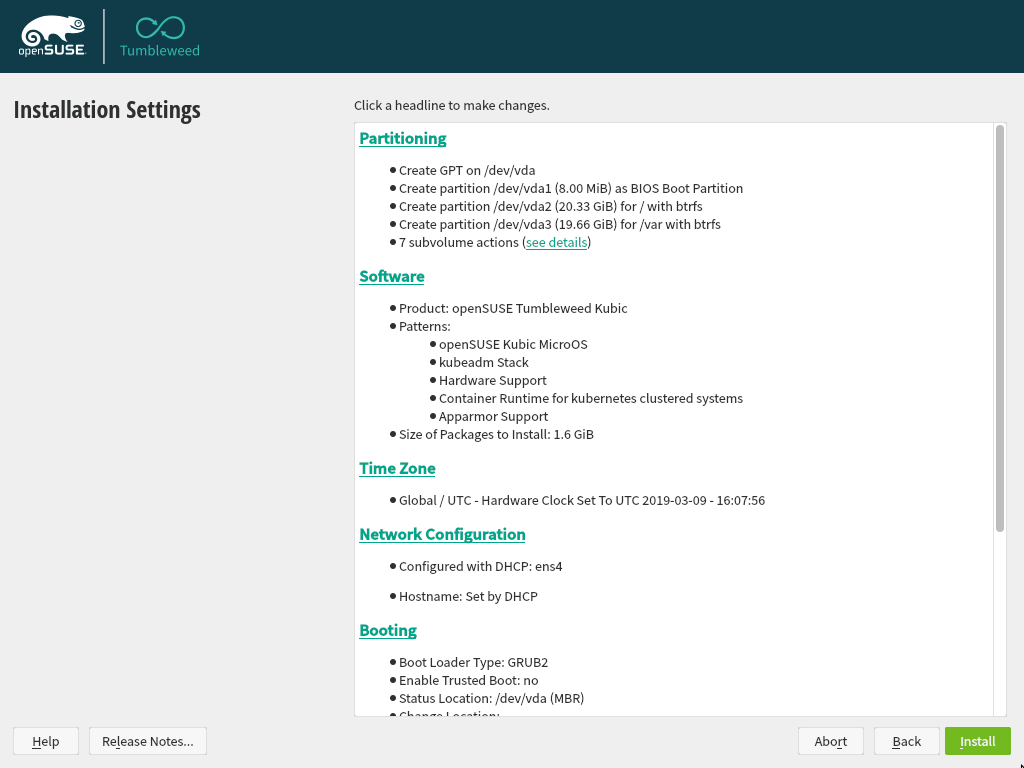 openSUSE
Tumbleweed
Installation Settings
Click a headline to make changes.
Partitioning
Create GPT on /dev/vda
Create partition /dev/vda1 (8.00 MiB) as BIOS Boot Partition
Create partition /dev/vda2 (20.33 GiB) for / with btrfs
Create partition /dev/vda3 (19.66 GiB) for /var with btrfs
7 subvolume actions (see details)
Software
Product: openSUSE Tumbleweed Kubic
Patterns:
openSUSE Kubic MicroOS
kubeadm Stack
Hardware Support
Container Runtime for kubernetes clustered systems
Apparmor Support
Size of Packages to Install: 1.6 GiB
Time Zone
Global / UTC - Hardware Clock Set To UTC 2019-03-09 - 16:07:56
Network Configuration
Configured with DHCP: ens4
Hostname: Set by DHCP
Booting
Boot Loader Type: GRUB2
Enable Trusted Boot: no
Status Location: /dev/vda (MBR)
Change Location:
Help
Release Notes...
Abort
Back
Install